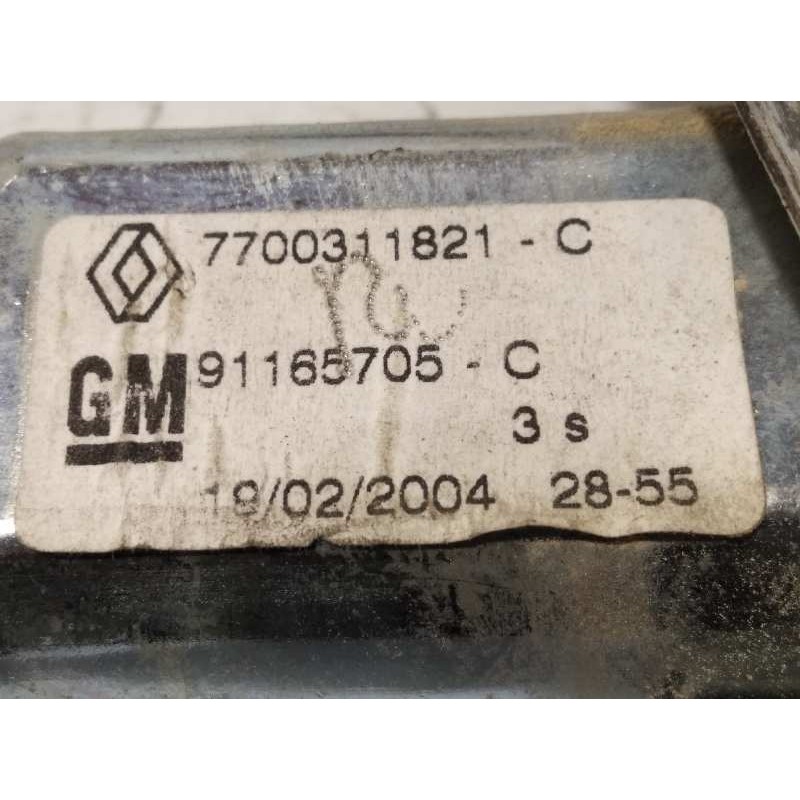 7700311821 - C
GM 91165705 - C
3 s
19/02/2004 28-55